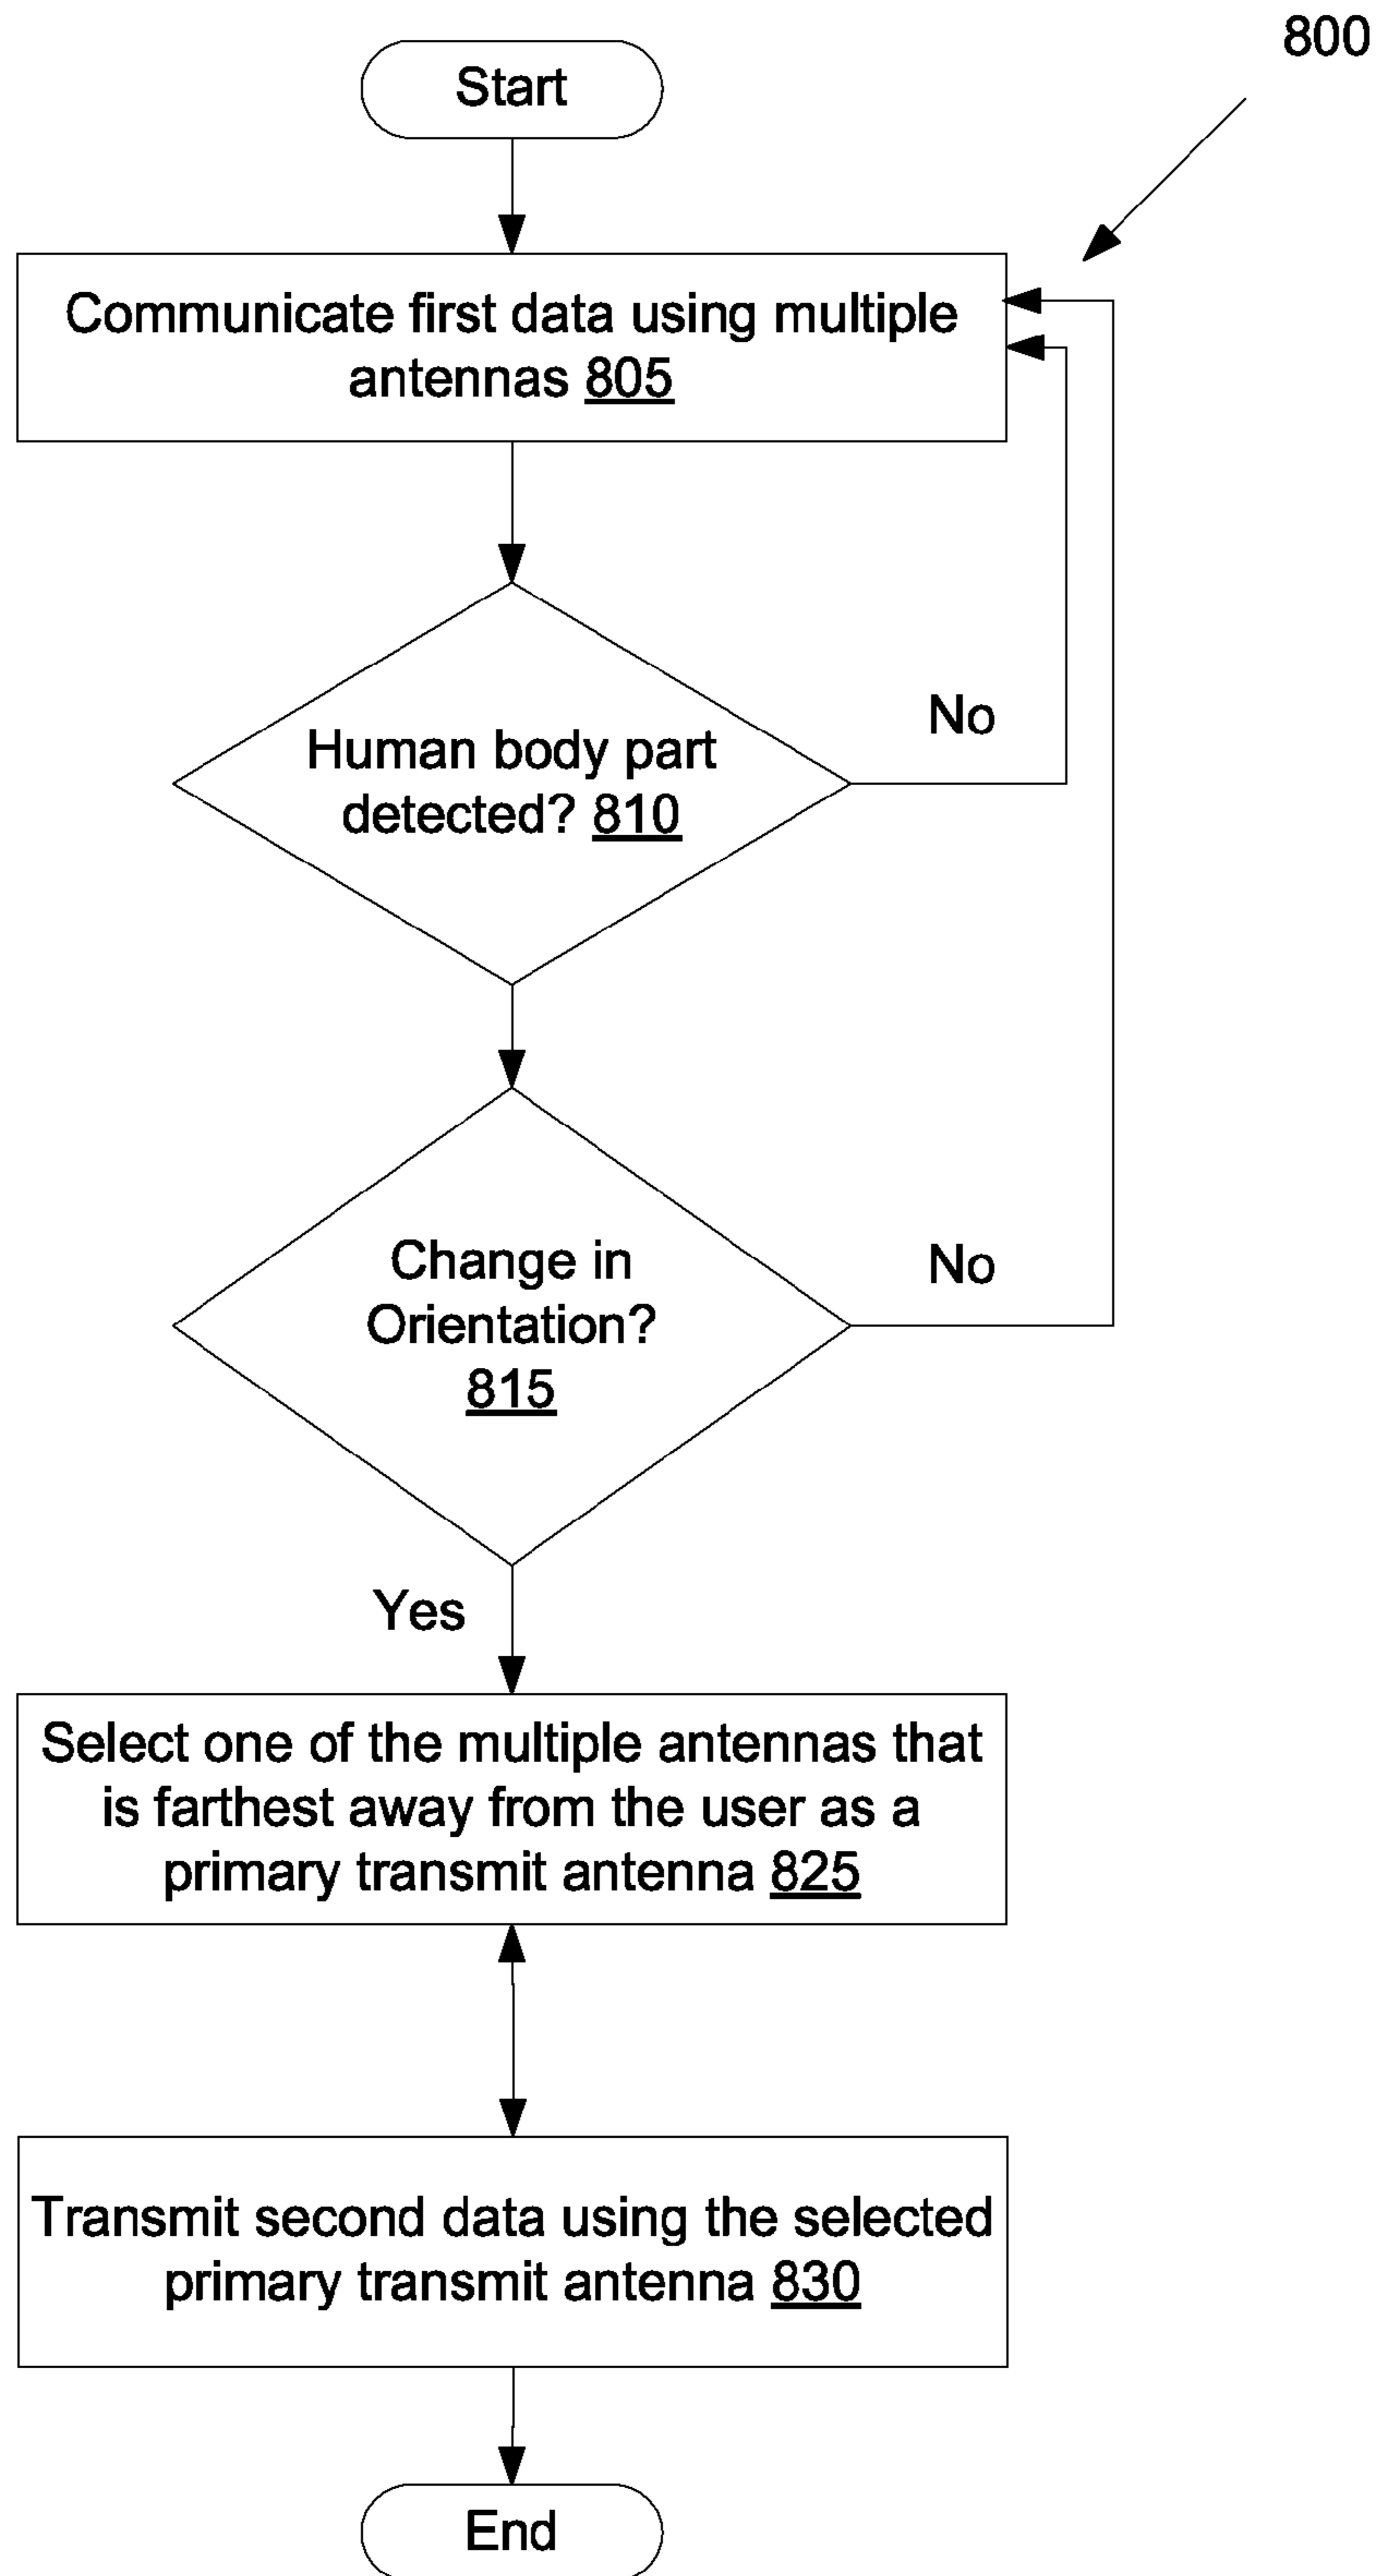 800
Start
Communicate first data using multiple
antennas 805
Human body part
detected? 810
No
Change in
Orientation?
815
No
Yes
Select one of the multiple antennas that
is farthest away from the user as a
primary transmit antenna 825
Transmit second data using the selected
primary transmit antenna 830
End